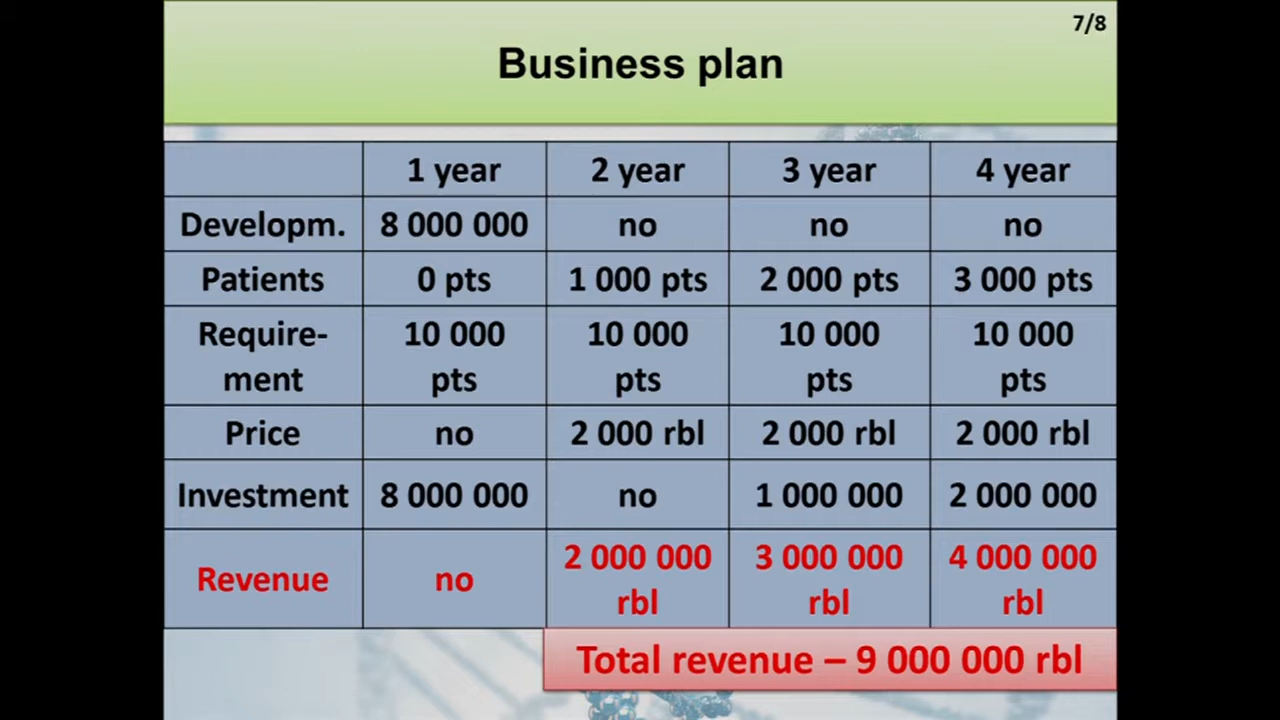 7/8
Business plan
1 year 2 year 3 year 4 year
Developm. 8 000 000 no no no
Patients 0 pts 1 000 pts 2 000 pts 3 000 pts
Require- 10 000 10 000 10 000 10 000
ment pts pts pts pts
Price no 2 000 rbl 2 000 rbl 2 000 rbl
Investment 8 000 000 no 1 000 000 2 000 000
Revenue no 2 000 000 3 000 000 4 000 000
rbl rbl rbl
Total revenue – 9 000 000 rbl